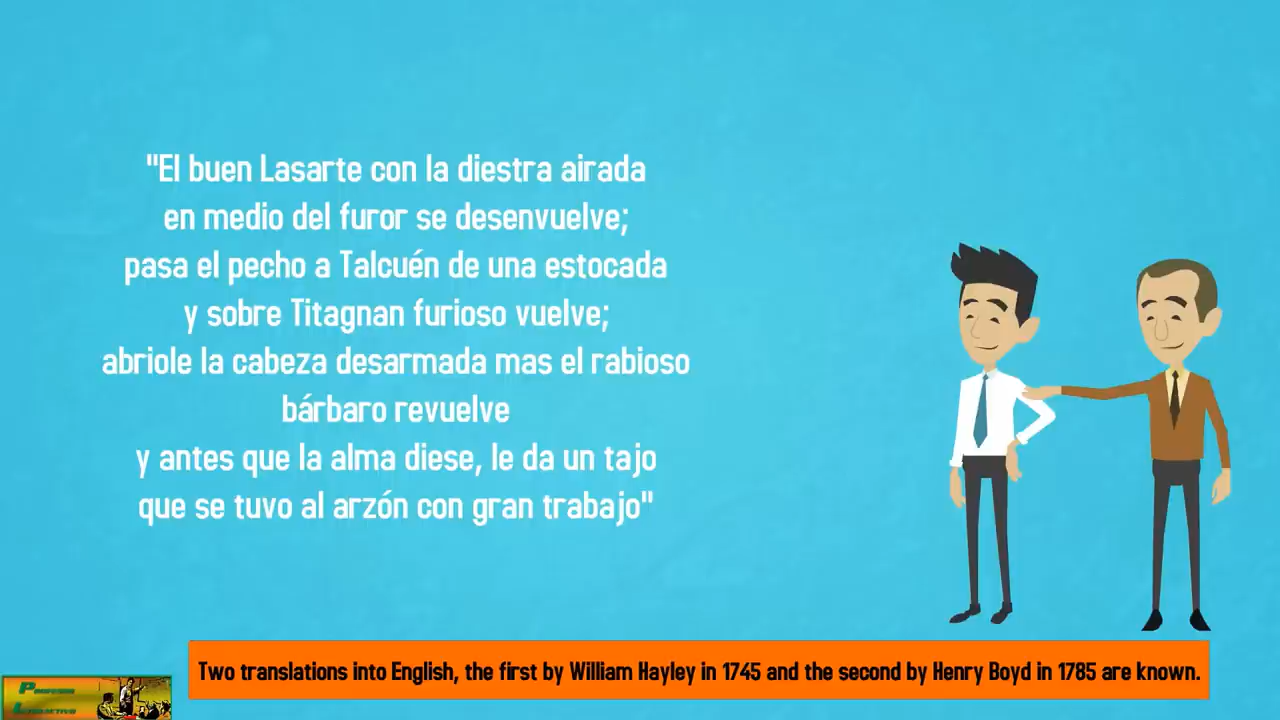 "El buen Lasarte con la diestra airada
en medio del furor se desenvuelve;
pasa el pecho a Talcuén de una estocada
y sobre Titagnan furioso vuelve;
abriole la cabeza desarmada mas el rabioso
bárbaro revuelve
y antes que la alma diese, le da un tajo
que se tuvo al arzón con gran trabajo"
Two translations into English, the first by William Hayley in 1745 and the second by Henry Boyd in 1785 are known.